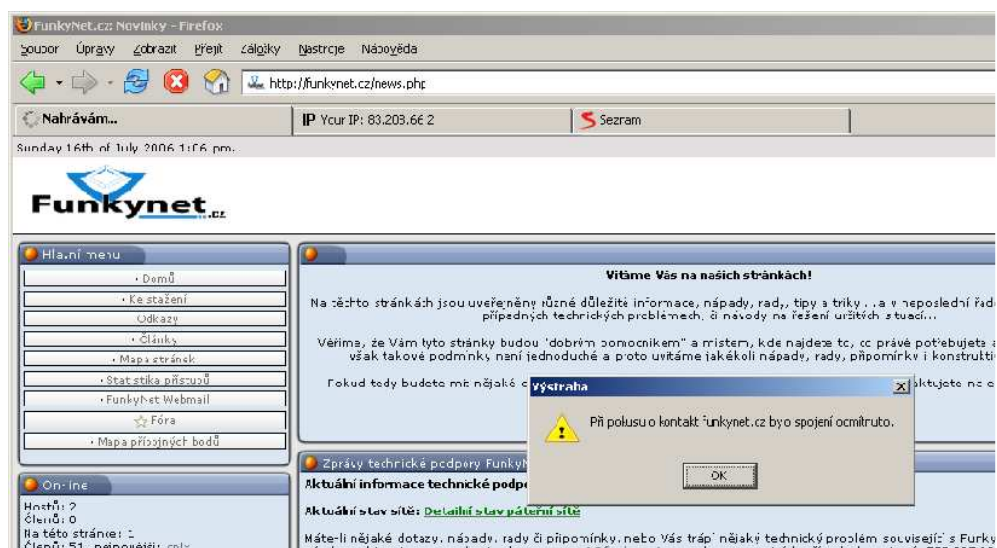 FunkyNet.cz: Novinky - Firefox
Soubor Úpravy Zobrazit Přejít Záložky Nástroje Nápověda
http://funkynet.cz/news.php
Nahrávám... IP Your IP: 83.203.66 2 Seznam
Sunday 16th of July 2006 1:06 pm.
Funkynet.cz
Hlavní menu
• Domů
• Ke stažení
Odkazy
• Články
• Mapa stránek
• Statistika přístupů
• FunkyNet Webmail
Fóra
• Mapa přípojných bodů
On-line
Hostů: 2
Členů: 0
Na této stránce: 1
Členů: 51, nejnovější:
Vítáme Vás na našich stránkách!
Na těchto stránkách jsou uveřejněny různé důležité informace, nápady, rady, tipy a triky ...a v neposlední řadě
případných technických problémech, či návody na řešení určitých situací...
Věříme, že Vám tyto stránky budou "dobrým pomocníkem" a místem, kde najdete to, co právě potřebujete a
však takové podmínky není jednoduché a proto uvítáme jakékoli nápady, rady, připomínky i konstrukti
Pokud tedy budete mít nějaké
Výstraha
Při pokusu o kontakt funkynet.cz bylo spojení odmítnuto.
OK
Zprávy technické podpory FunkyN
Aktuální informace technické podpo
Aktuální stav sítě: Detailní stav páteřní sítě
Máte-li nějaké dotazy, nápady, rady či připomínky, nebo Vás trápí nějaký technický problém související s Funky